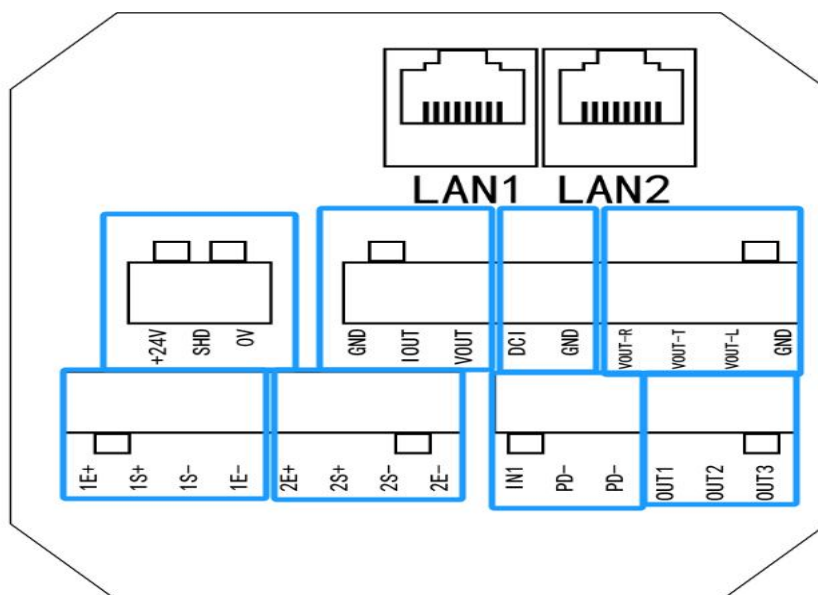 LAN1 LAN2
+24V SHD 0V GND IOUT VOUT DCI GND VOUT-R VOUT-T VOUT-L GND
1E+ 1S+ 1S- 1E- 2E+ 2S+ 2S- 2E- IN1 PD- PD- OUT1 OUT2 OUT3